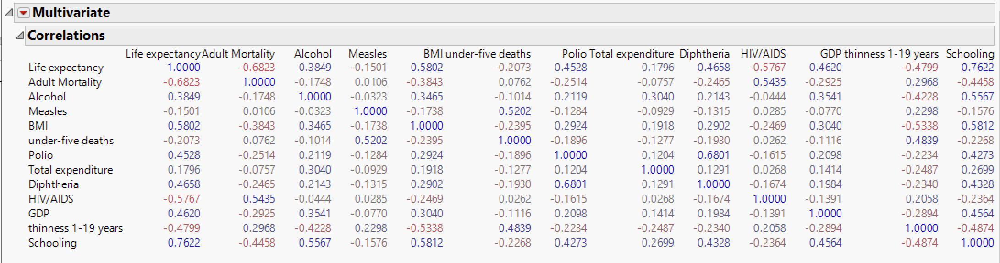 Multivariate
Correlations
Life expectancy Adult Mortality Alcohol Measles BMI under-five deaths Polio Total expenditure Diphtheria HIV/AIDS GDP thinness 1-19 years Schooling
Life expectancy 1.0000 -0.6823 0.3849 -0.1501 0.5802 -0.2073 0.4528 0.1796 0.4658 -0.5767 0.4620 -0.4799 0.7622
Adult Mortality -0.6823 1.0000 -0.1748 0.0106 -0.3843 0.0762 -0.2514 -0.0757 -0.2465 0.5435 -0.2925 0.2968 -0.4458
Alcohol 0.3849 -0.1748 1.0000 -0.0323 0.3465 -0.1014 0.2119 0.3040 0.2143 -0.0444 0.3541 -0.4228 0.5567
Measles -0.1501 0.0106 -0.0323 1.0000 -0.1738 0.5202 -0.1284 -0.0929 -0.1315 0.0285 -0.0770 0.2298 -0.1576
BMI 0.5802 -0.3843 0.3465 -0.1738 1.0000 -0.2395 0.2924 0.1918 0.2902 -0.2469 0.3040 -0.5338 0.5812
under-five deaths -0.2073 0.0762 -0.1014 0.5202 -0.2395 1.0000 -0.1896 -0.1277 -0.1930 0.0262 -0.1116 0.4839 -0.2268
Polio 0.4528 -0.2514 0.2119 -0.1284 0.2924 -0.1896 1.0000 0.1204 0.6801 -0.1615 0.2098 -0.2234 0.4273
Total expenditure 0.1796 -0.0757 0.3040 -0.0929 0.1918 -0.1277 0.1204 1.0000 0.1291 0.0268 0.1414 -0.2487 0.2699
Diphtheria 0.4658 -0.2465 0.2143 -0.1315 0.2902 -0.1930 0.6801 0.1291 1.0000 -0.1674 0.1984 -0.2340 0.4328
HIV/AIDS -0.5767 0.5435 -0.0444 0.0285 -0.2469 0.0262 -0.1615 0.0268 -0.1674 1.0000 -0.1391 0.2058 -0.2364
GDP 0.4620 -0.2925 0.3541 -0.0770 0.3040 -0.1116 0.2098 0.1414 0.1984 -0.1391 1.0000 -0.2894 0.4564
thinness 1-19 years -0.4799 0.2968 -0.4228 0.2298 -0.5338 0.4839 -0.2234 -0.2487 -0.2340 0.2058 -0.2894 1.0000 -0.4874
Schooling 0.7622 -0.4458 0.5567 -0.1576 0.5812 -0.2268 0.4273 0.2699 0.4328 -0.2364 0.4564 -0.4874 1.0000